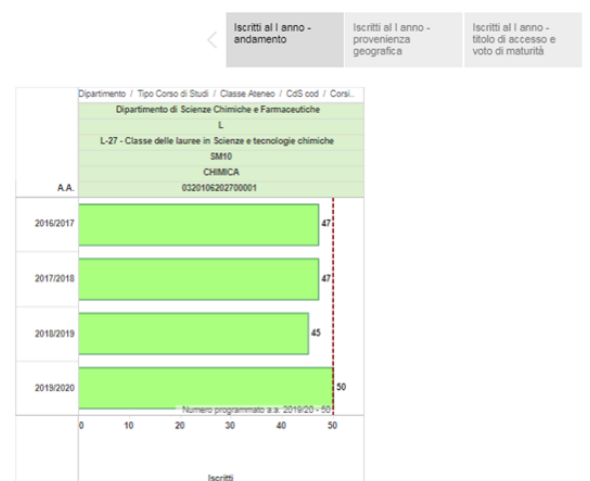 Iscritti al I anno -
andamento
Iscritti al I anno -
provenienza
geografica
Iscritti al I anno -
titolo di accesso e
voto di maturità
Dipartimento / Tipo Corso di Studi / Classe Ateneo / CdS cod / Corsi..
Dipartimento di Scienze Chimiche e Farmaceutiche
L
L-27 - Classe delle lauree in Scienze e tecnologie chimiche
SM10
CHIMICA
A.A. 0320106202700001
2016/2017 47
2017/2018 47
2018/2019 45
2019/2020 50
Numero programmato a.a. 2019/20 - 50
0 10 20 30 40 50
Iscritti